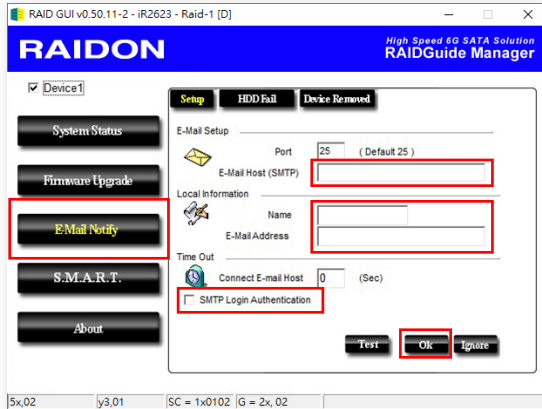 RAID GUI v0.50.11-2 - iR2623 - Raid-1 [D]
RAIDON
High Speed 6G SATA Solution
RAIDGuide Manager
Device1
System Status
Firmware Upgrade
E-Mail Notify
S.M.A.R.T.
About
Setup HDD Fail Device Removed
E-Mail Setup
Port 25 ( Default 25 )
E-Mail Host (SMTP)
Local Information
Name
E-Mail Address
Time Out
Connect E-mail Host 0 (Sec)
SMTP Login Authentication
Test Ok Ignore
5x,02 y3,01 SC = 1x0102 G = 2x, 02